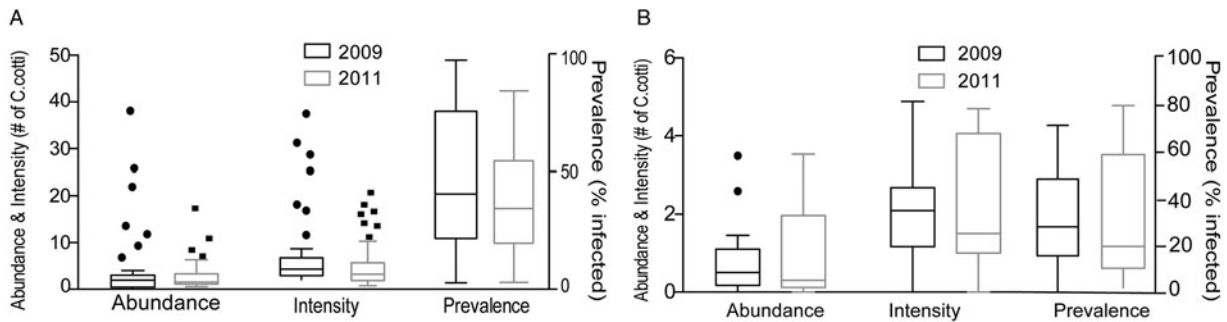 A
Abundance & Intensity (# of C.cotti)
50
40
30
20
10
0
2009
2011
100
50
0
Prevalence (% infected)
Abundance
Intensity
Prevalence
B
Abundance & Intensity (# of C.cotti)
6
4
2
0
2009
2011
100
80
60
40
20
0
Prevalence (% infected)
Abundance
Intensity
Prevalence